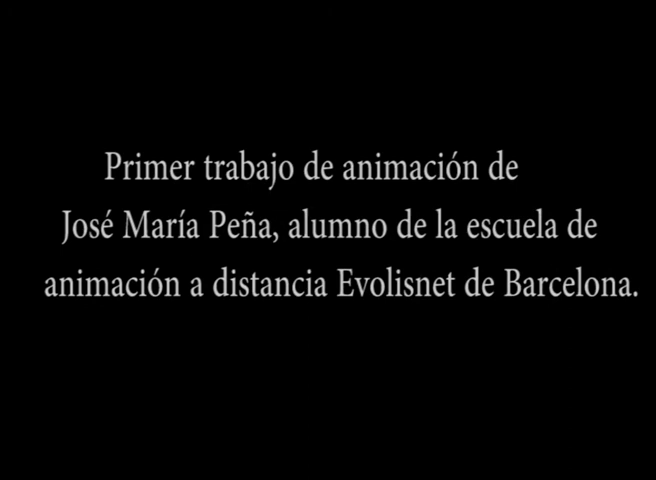 Primer trabajo de animación de
José María Peña, alumno de la escuela de
animación a distancia Evolisnet de Barcelona.